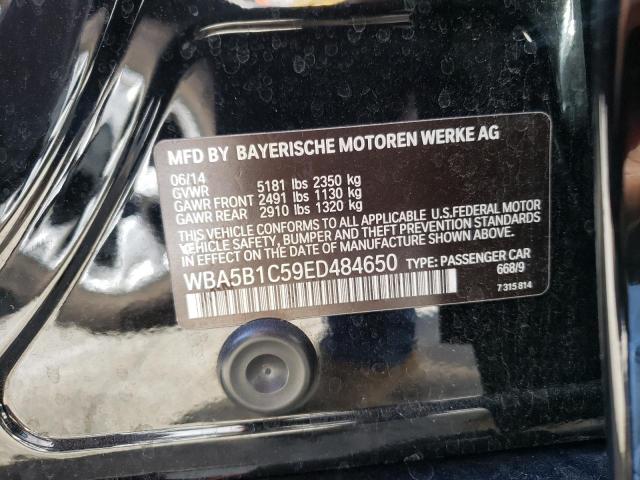 MFD BY BAYERISCHE MOTOREN WERKE AG
06/14
GVWR 5181 lbs 2350 kg
GAWR FRONT 2491 lbs 1130 kg
GAWR REAR 2910 lbs 1320 kg
THIS VEHICLE CONFORMS TO ALL APPLICABLE U.S.FEDERAL MOTOR
VEHICLE SAFETY, BUMPER, AND THEFT PREVENTION STANDARDS
IN EFFECT ON THE DATE OF MANUFACTURE SHOWN ABOVE.
WBA5B1C59ED484650 TYPE: PASSENGER CAR
668/9
7 315 814